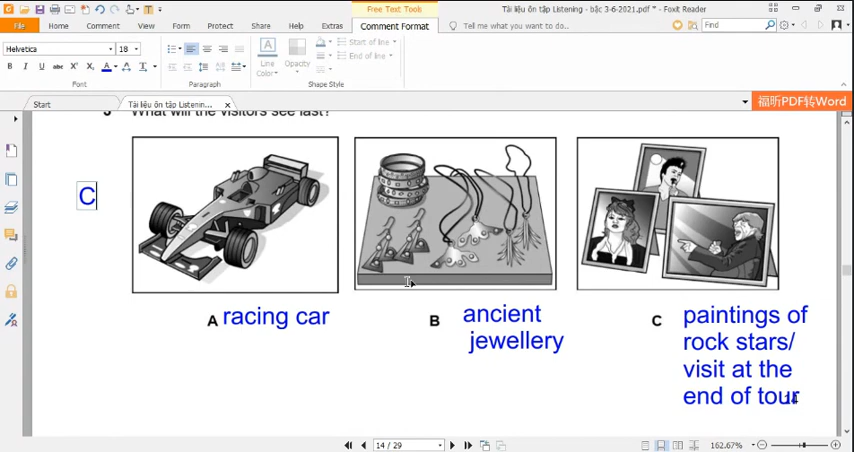 Free Text Tools
Tài liệu ôn tập Listening - bậc 3-6-2021.pdf * - Foxit Reader
File
Home
Comment
View
Form
Protect
Share
Help
Extras
Comment Format
Tell me what you want to do...
Find
Helvetica
18
B I U abc X² X₂ A A T
Font
Paragraph
Line
Color
Opacity
Start of line
End of line
Shape Style
Start
Tài liệu ôn tập Listenin...
福昕PDF转Word
What will the visitors see last?
C
A racing car
B ancient
jewellery
C paintings of
rock stars/
visit at the
end of tour
14 / 29
162.67%